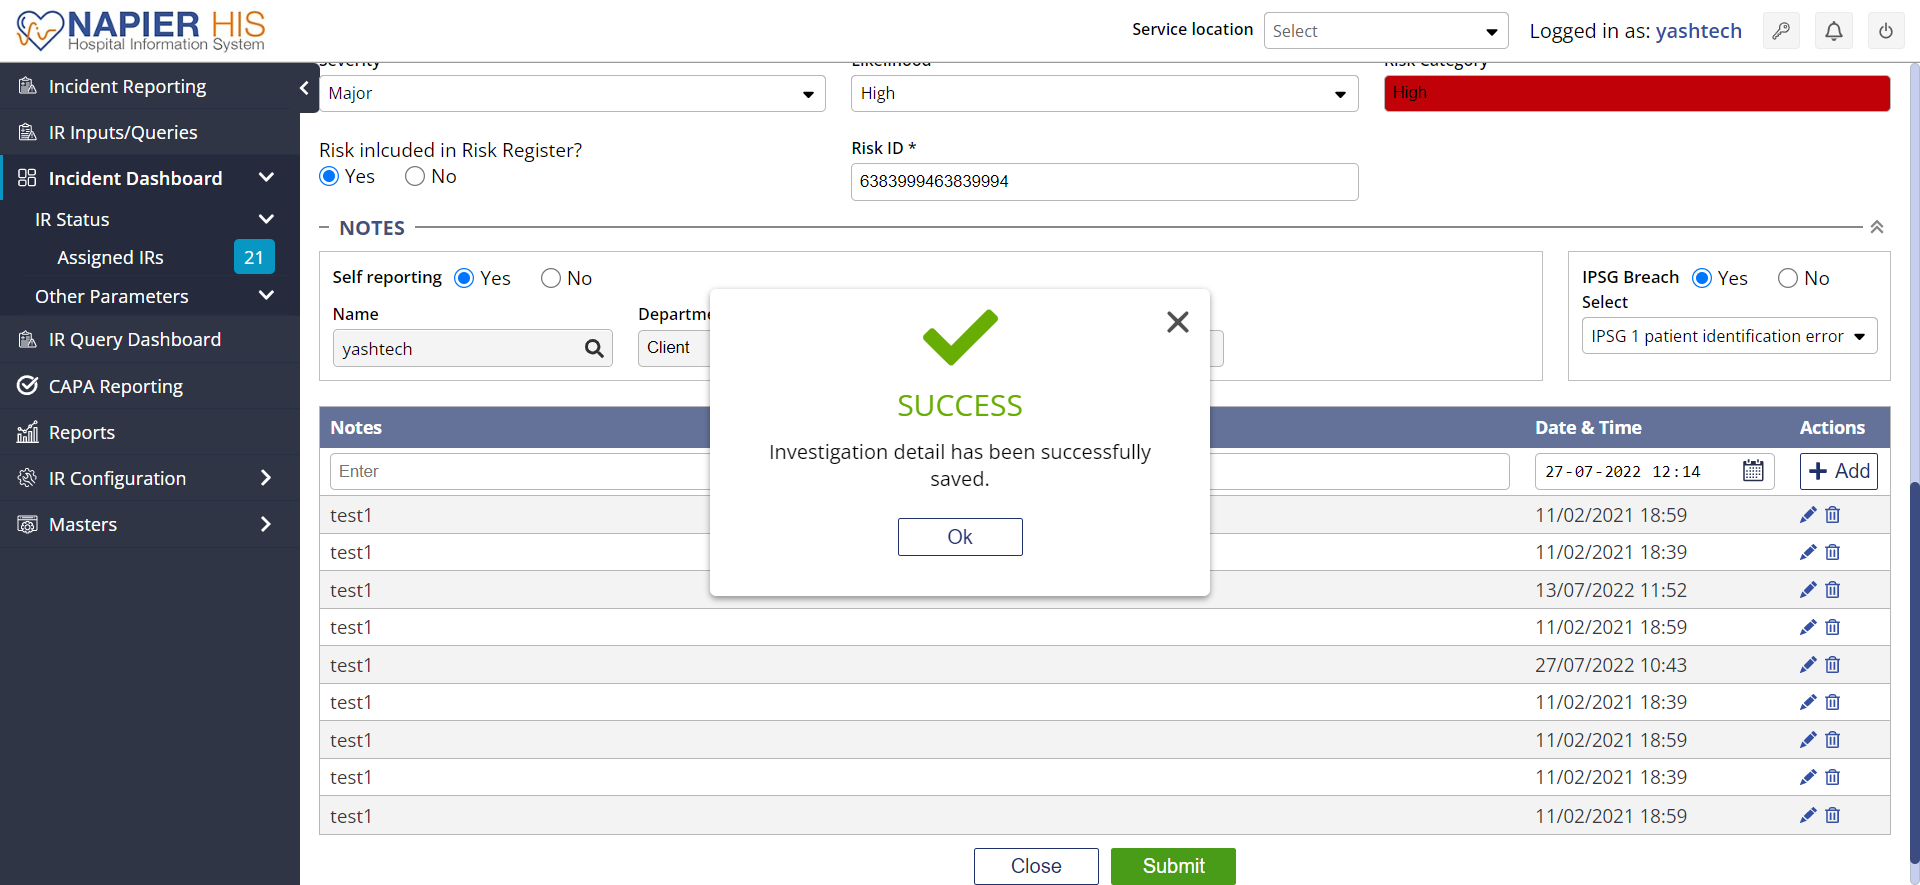 NAPIER HIS
Hospital Information System
Service location
Select
Logged in as: yashtech
Incident Reporting
IR Inputs/Queries
Incident Dashboard
IR Status
Assigned IRs
21
Other Parameters
IR Query Dashboard
CAPA Reporting
Reports
IR Configuration
Masters
Severity
Likelihood
Risk Category
Major
High
High
Risk inlcuded in Risk Register?
Yes
No
Risk ID *
6383999463839994
NOTES
Self reporting
Yes
No
Name
yashtech
Departme
Client
IPSG Breach
Yes
No
Select
IPSG 1 patient identification error
SUCCESS
Investigation detail has been successfully
saved.
Ok
Notes
Date & Time
Actions
Enter
27-07-2022 12:14
Add
test1 11/02/2021 18:59
test1 11/02/2021 18:39
test1 13/07/2022 11:52
test1 11/02/2021 18:59
test1 27/07/2022 10:43
test1 11/02/2021 18:39
test1 11/02/2021 18:59
test1 11/02/2021 18:39
test1 11/02/2021 18:59
Close
Submit